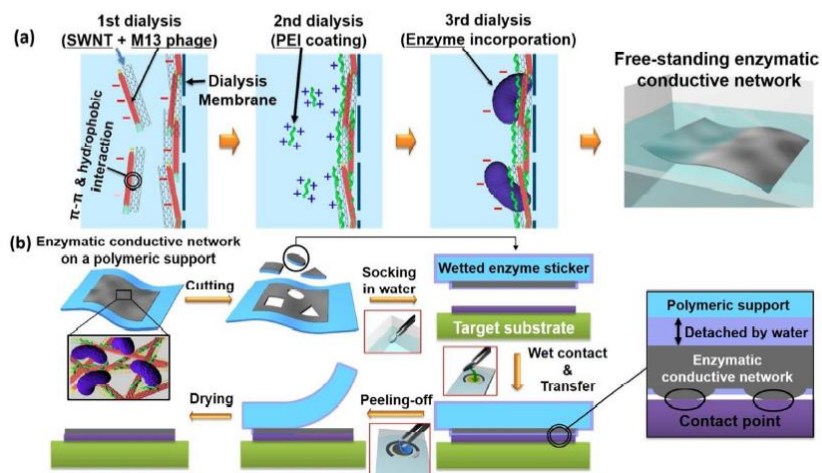 (a)
1st dialysis
(SWNT + M13 phage)
Dialysis
Membrane
π-π & hydrophobic
interaction
2nd dialysis
(PEI coating)
3rd dialysis
(Enzyme incorporation)
Free-standing enzymatic
conductive network
(b)
Enzymatic conductive network
on a polymeric support
Cutting
Socking
in water
Wetted enzyme sticker
Target substrate
Wet contact
&
Transfer
Polymeric support
Detached by water
Enzymatic
conductive network
Contact point
Peeling-off
Drying